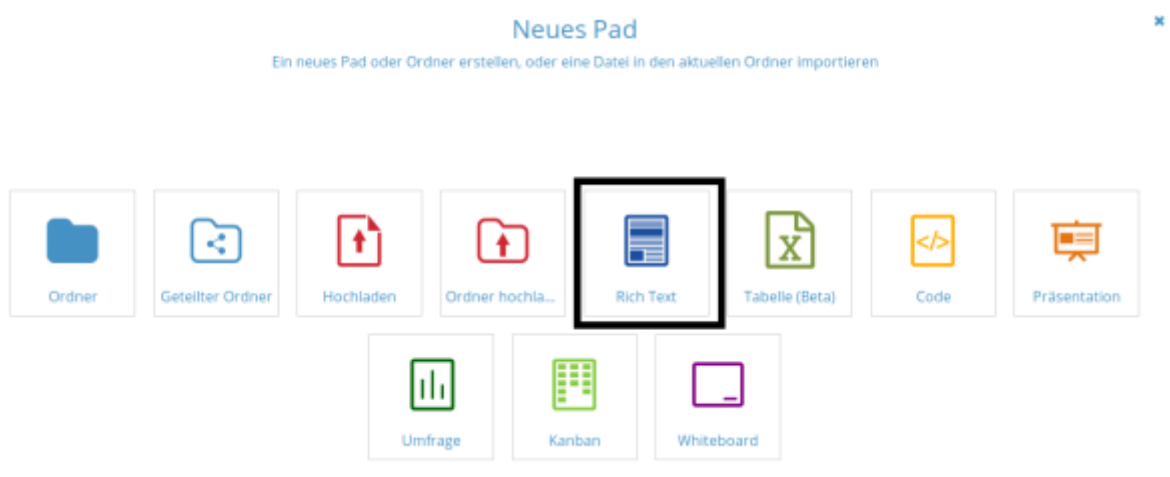 Neues Pad
Ein neues Pad oder Ordner erstellen, oder eine Datei in den aktuellen Ordner importieren
Ordner
Geteilter Ordner
Hochladen
Ordner hochla...
Rich Text
X
Tabelle (Beta)
</>
Code
Präsentation
Umfrage
Kanban
Whiteboard